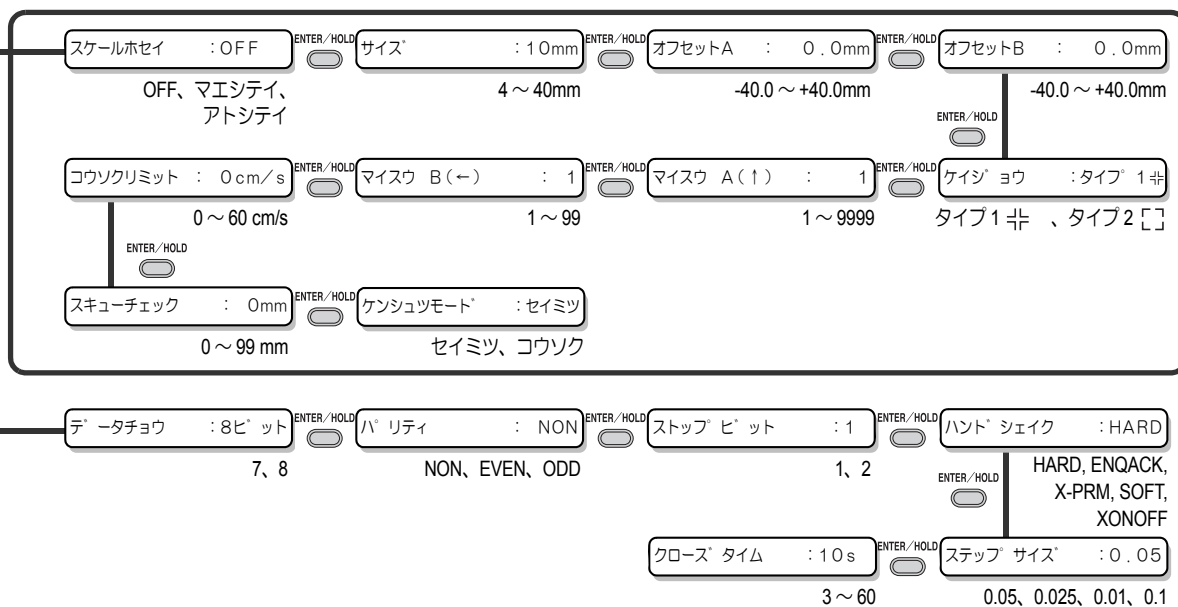 スケールホセイ :OFF ENTER/HOLD サイズ :10mm ENTER/HOLD オフセットA : 0.0mm ENTER/HOLD オフセットB : 0.0mm
OFF、マエシテイ、 4～40mm -40.0～+40.0mm -40.0～+40.0mm
アトシテイ
ENTER/HOLD
コウソクリミット : 0cm/s ENTER/HOLD マイスウ B(←) : 1 ENTER/HOLD マイスウ A(↑) : 1 ENTER/HOLD ケイジョウ :タイプ1
0～60 cm/s 1～99 1～9999 タイプ1 、タイプ2
ENTER/HOLD
スキューチェック : 0mm ENTER/HOLD ケンシュツモード :セイミツ
0～99 mm セイミツ、コウソク
データチョウ :8ビット ENTER/HOLD パリティ : NON ENTER/HOLD ストップビット :1 ENTER/HOLD ハンドシェイク :HARD
7、8 NON、EVEN、ODD 1、2 HARD, ENQACK,
ENTER/HOLD X-PRM, SOFT,
XONOFF
クローズタイム :10s ENTER/HOLD ステップサイズ :0.05
3～60 0.05、0.025、0.01、0.1